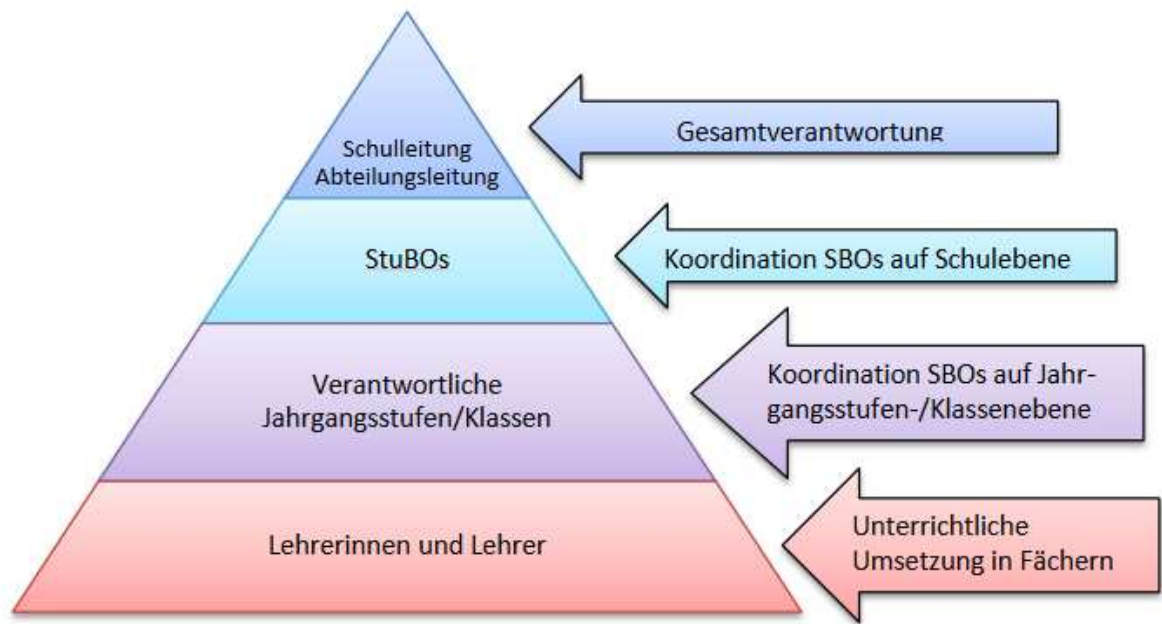 Schulleitung
Abteilungsleitung
Gesamtverantwortung
StuBOs
Koordination SBOs auf Schulebene
Verantwortliche
Jahrgangsstufen/Klassen
Koordination SBOs auf Jahr-
gangsstufen-/Klassenebene
Lehrerinnen und Lehrer
Unterrichtliche
Umsetzung in Fächern